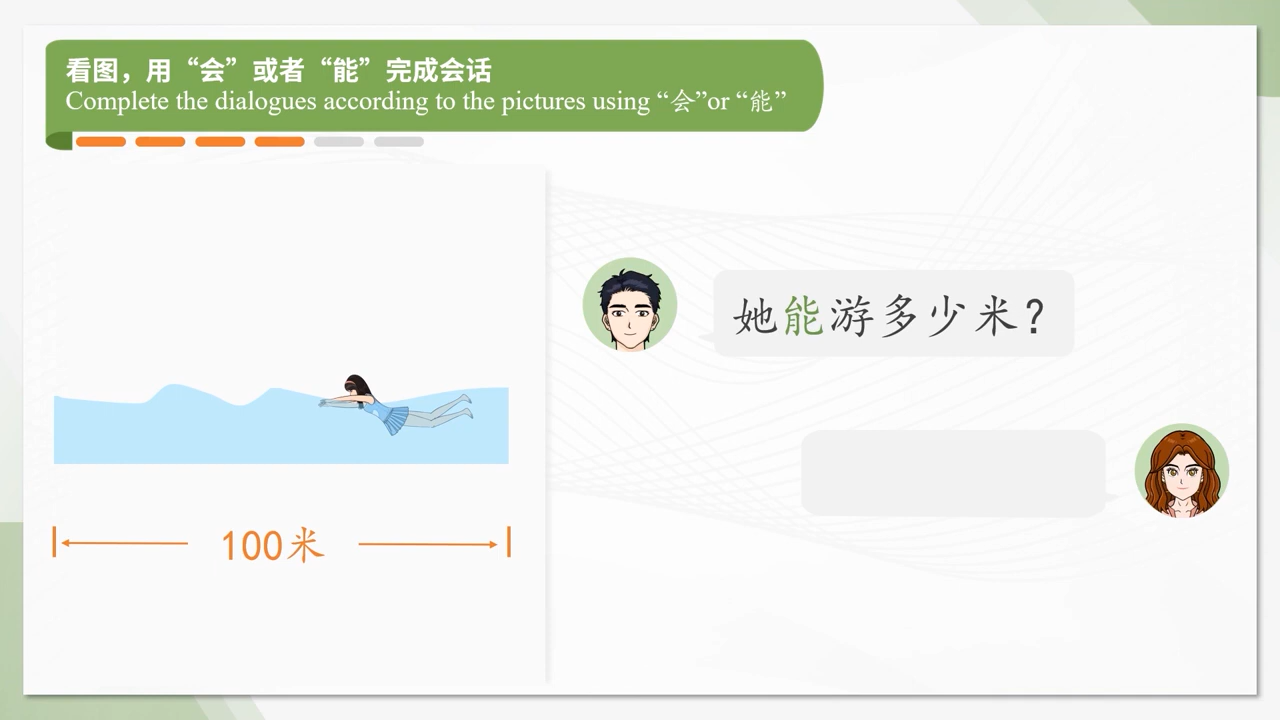 看图，用“会”或者“能”完成会话
Complete the dialogues according to the pictures using “会”or “能”
她能游多少米？
100米